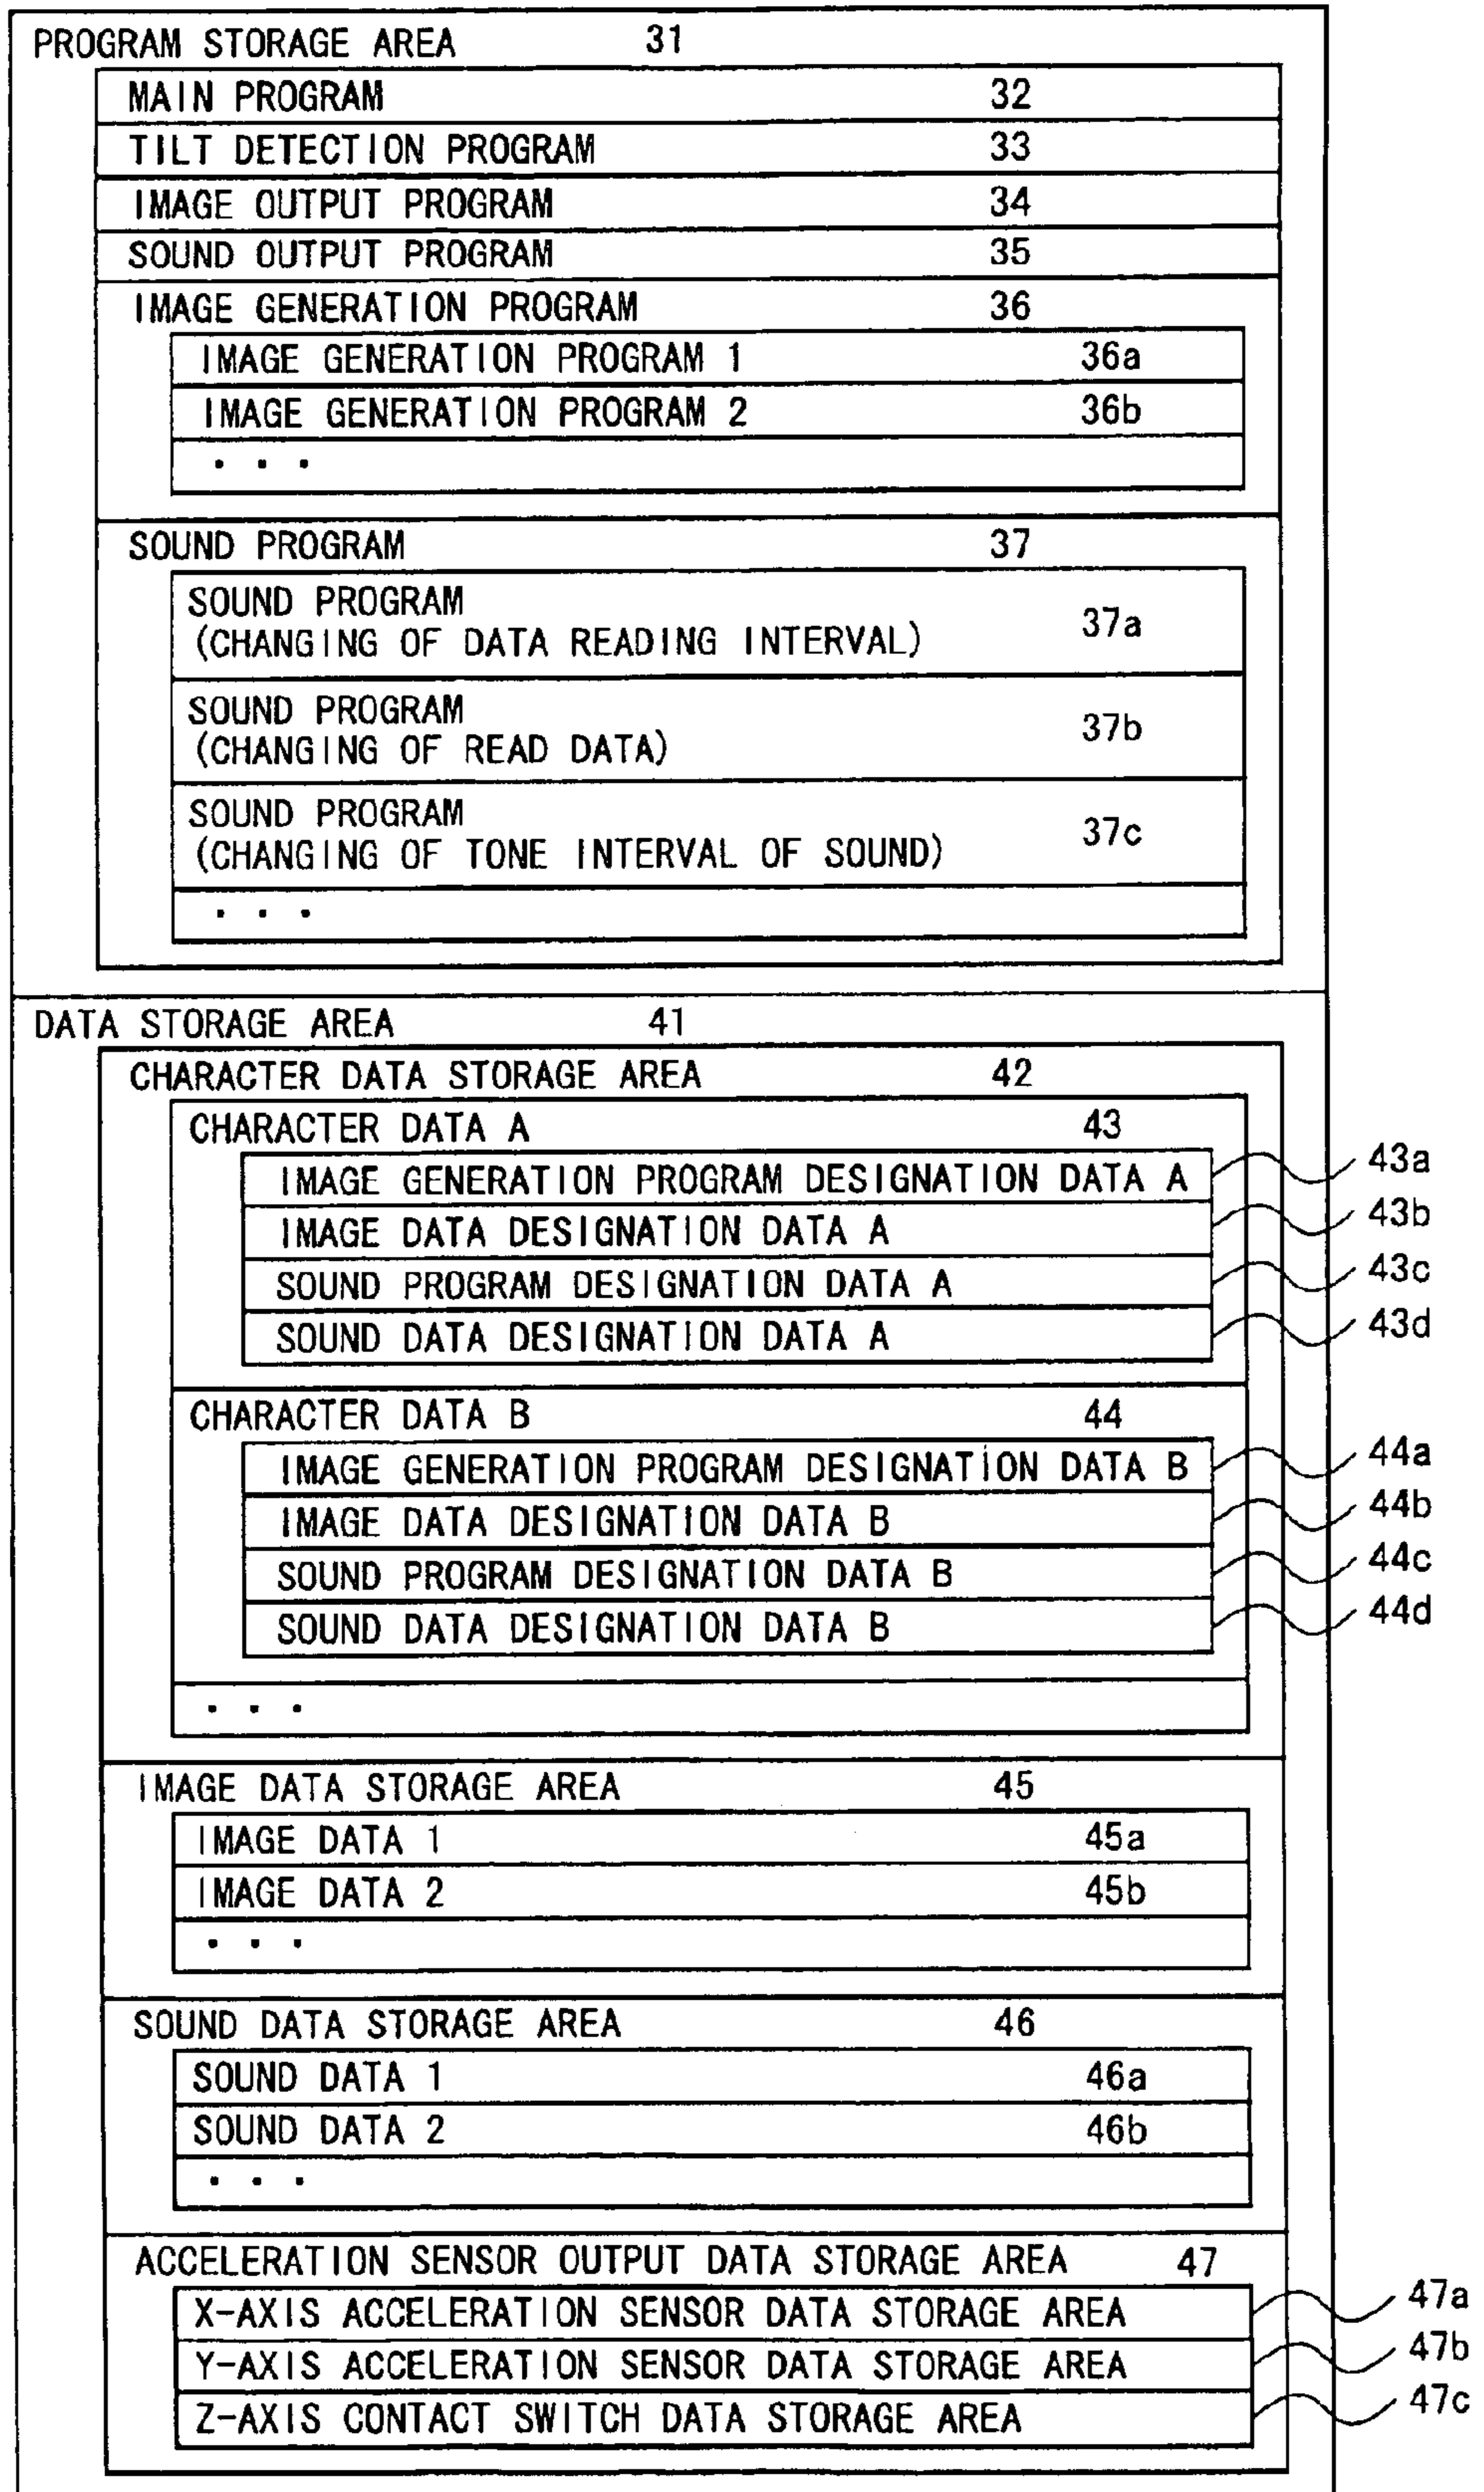 PROGRAM STORAGE AREA 31
MAIN PROGRAM 32
TILT DETECTION PROGRAM 33
IMAGE OUTPUT PROGRAM 34
SOUND OUTPUT PROGRAM 35
IMAGE GENERATION PROGRAM 36
IMAGE GENERATION PROGRAM 1 36a
IMAGE GENERATION PROGRAM 2 36b
. . .
SOUND PROGRAM 37
SOUND PROGRAM
(CHANGING OF DATA READING INTERVAL) 37a
SOUND PROGRAM
(CHANGING OF READ DATA) 37b
SOUND PROGRAM
(CHANGING OF TONE INTERVAL OF SOUND) 37c
. . .
DATA STORAGE AREA 41
CHARACTER DATA STORAGE AREA 42
CHARACTER DATA A 43
IMAGE GENERATION PROGRAM DESIGNATION DATA A 43a
IMAGE DATA DESIGNATION DATA A 43b
SOUND PROGRAM DESIGNATION DATA A 43c
SOUND DATA DESIGNATION DATA A 43d
CHARACTER DATA B 44
IMAGE GENERATION PROGRAM DESIGNATION DATA B 44a
IMAGE DATA DESIGNATION DATA B 44b
SOUND PROGRAM DESIGNATION DATA B 44c
SOUND DATA DESIGNATION DATA B 44d
. . .
IMAGE DATA STORAGE AREA 45
IMAGE DATA 1 45a
IMAGE DATA 2 45b
. . .
SOUND DATA STORAGE AREA 46
SOUND DATA 1 46a
SOUND DATA 2 46b
. . .
ACCELERATION SENSOR OUTPUT DATA STORAGE AREA 47
X-AXIS ACCELERATION SENSOR DATA STORAGE AREA 47a
Y-AXIS ACCELERATION SENSOR DATA STORAGE AREA 47b
Z-AXIS CONTACT SWITCH DATA STORAGE AREA 47c